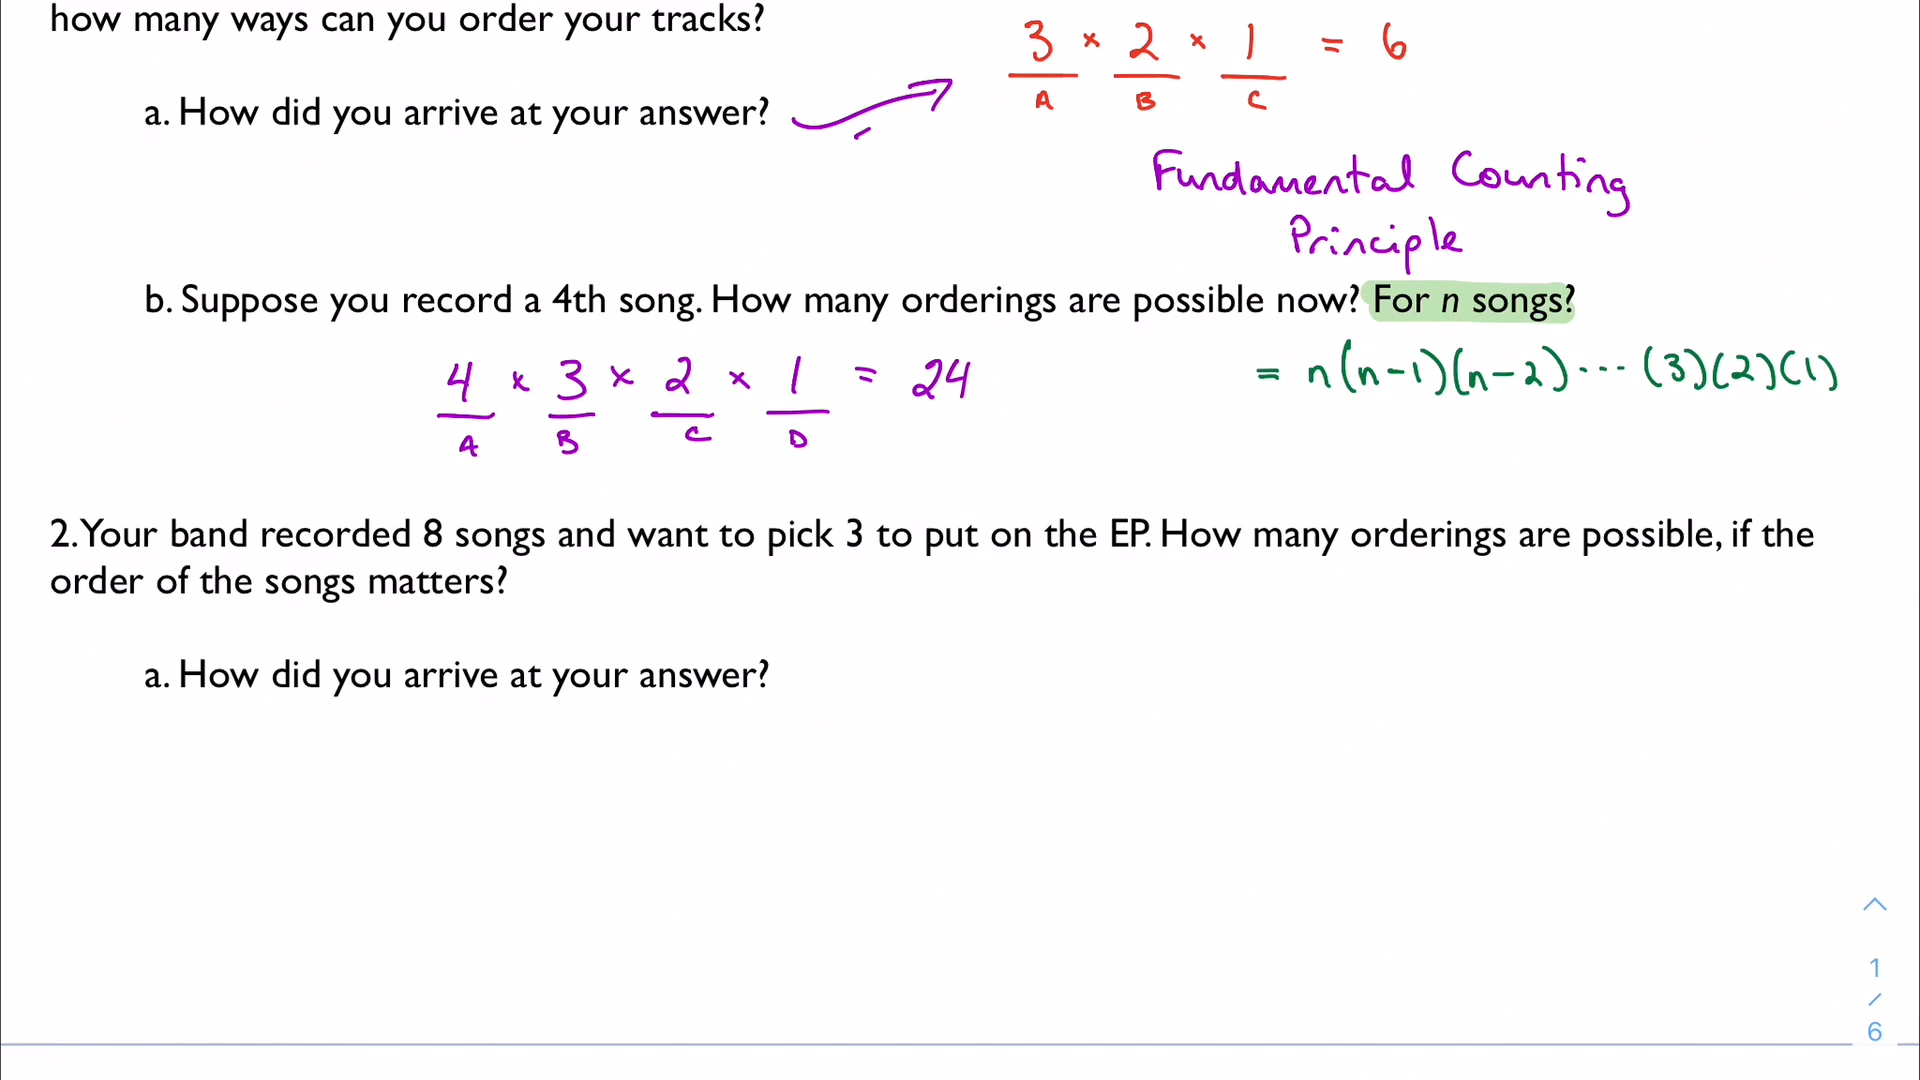 how many ways can you order your tracks?
3 × 2 × 1 = 6
A B C
a. How did you arrive at your answer?
Fundamental Counting
Principle
b. Suppose you record a 4th song. How many orderings are possible now? For n songs?
4 × 3 × 2 × 1 = 24
A B C D
= n(n-1)(n-2)... (3)(2)(1)
2. Your band recorded 8 songs and want to pick 3 to put on the EP. How many orderings are possible, if the
order of the songs matters?
a. How did you arrive at your answer?
1
/
6